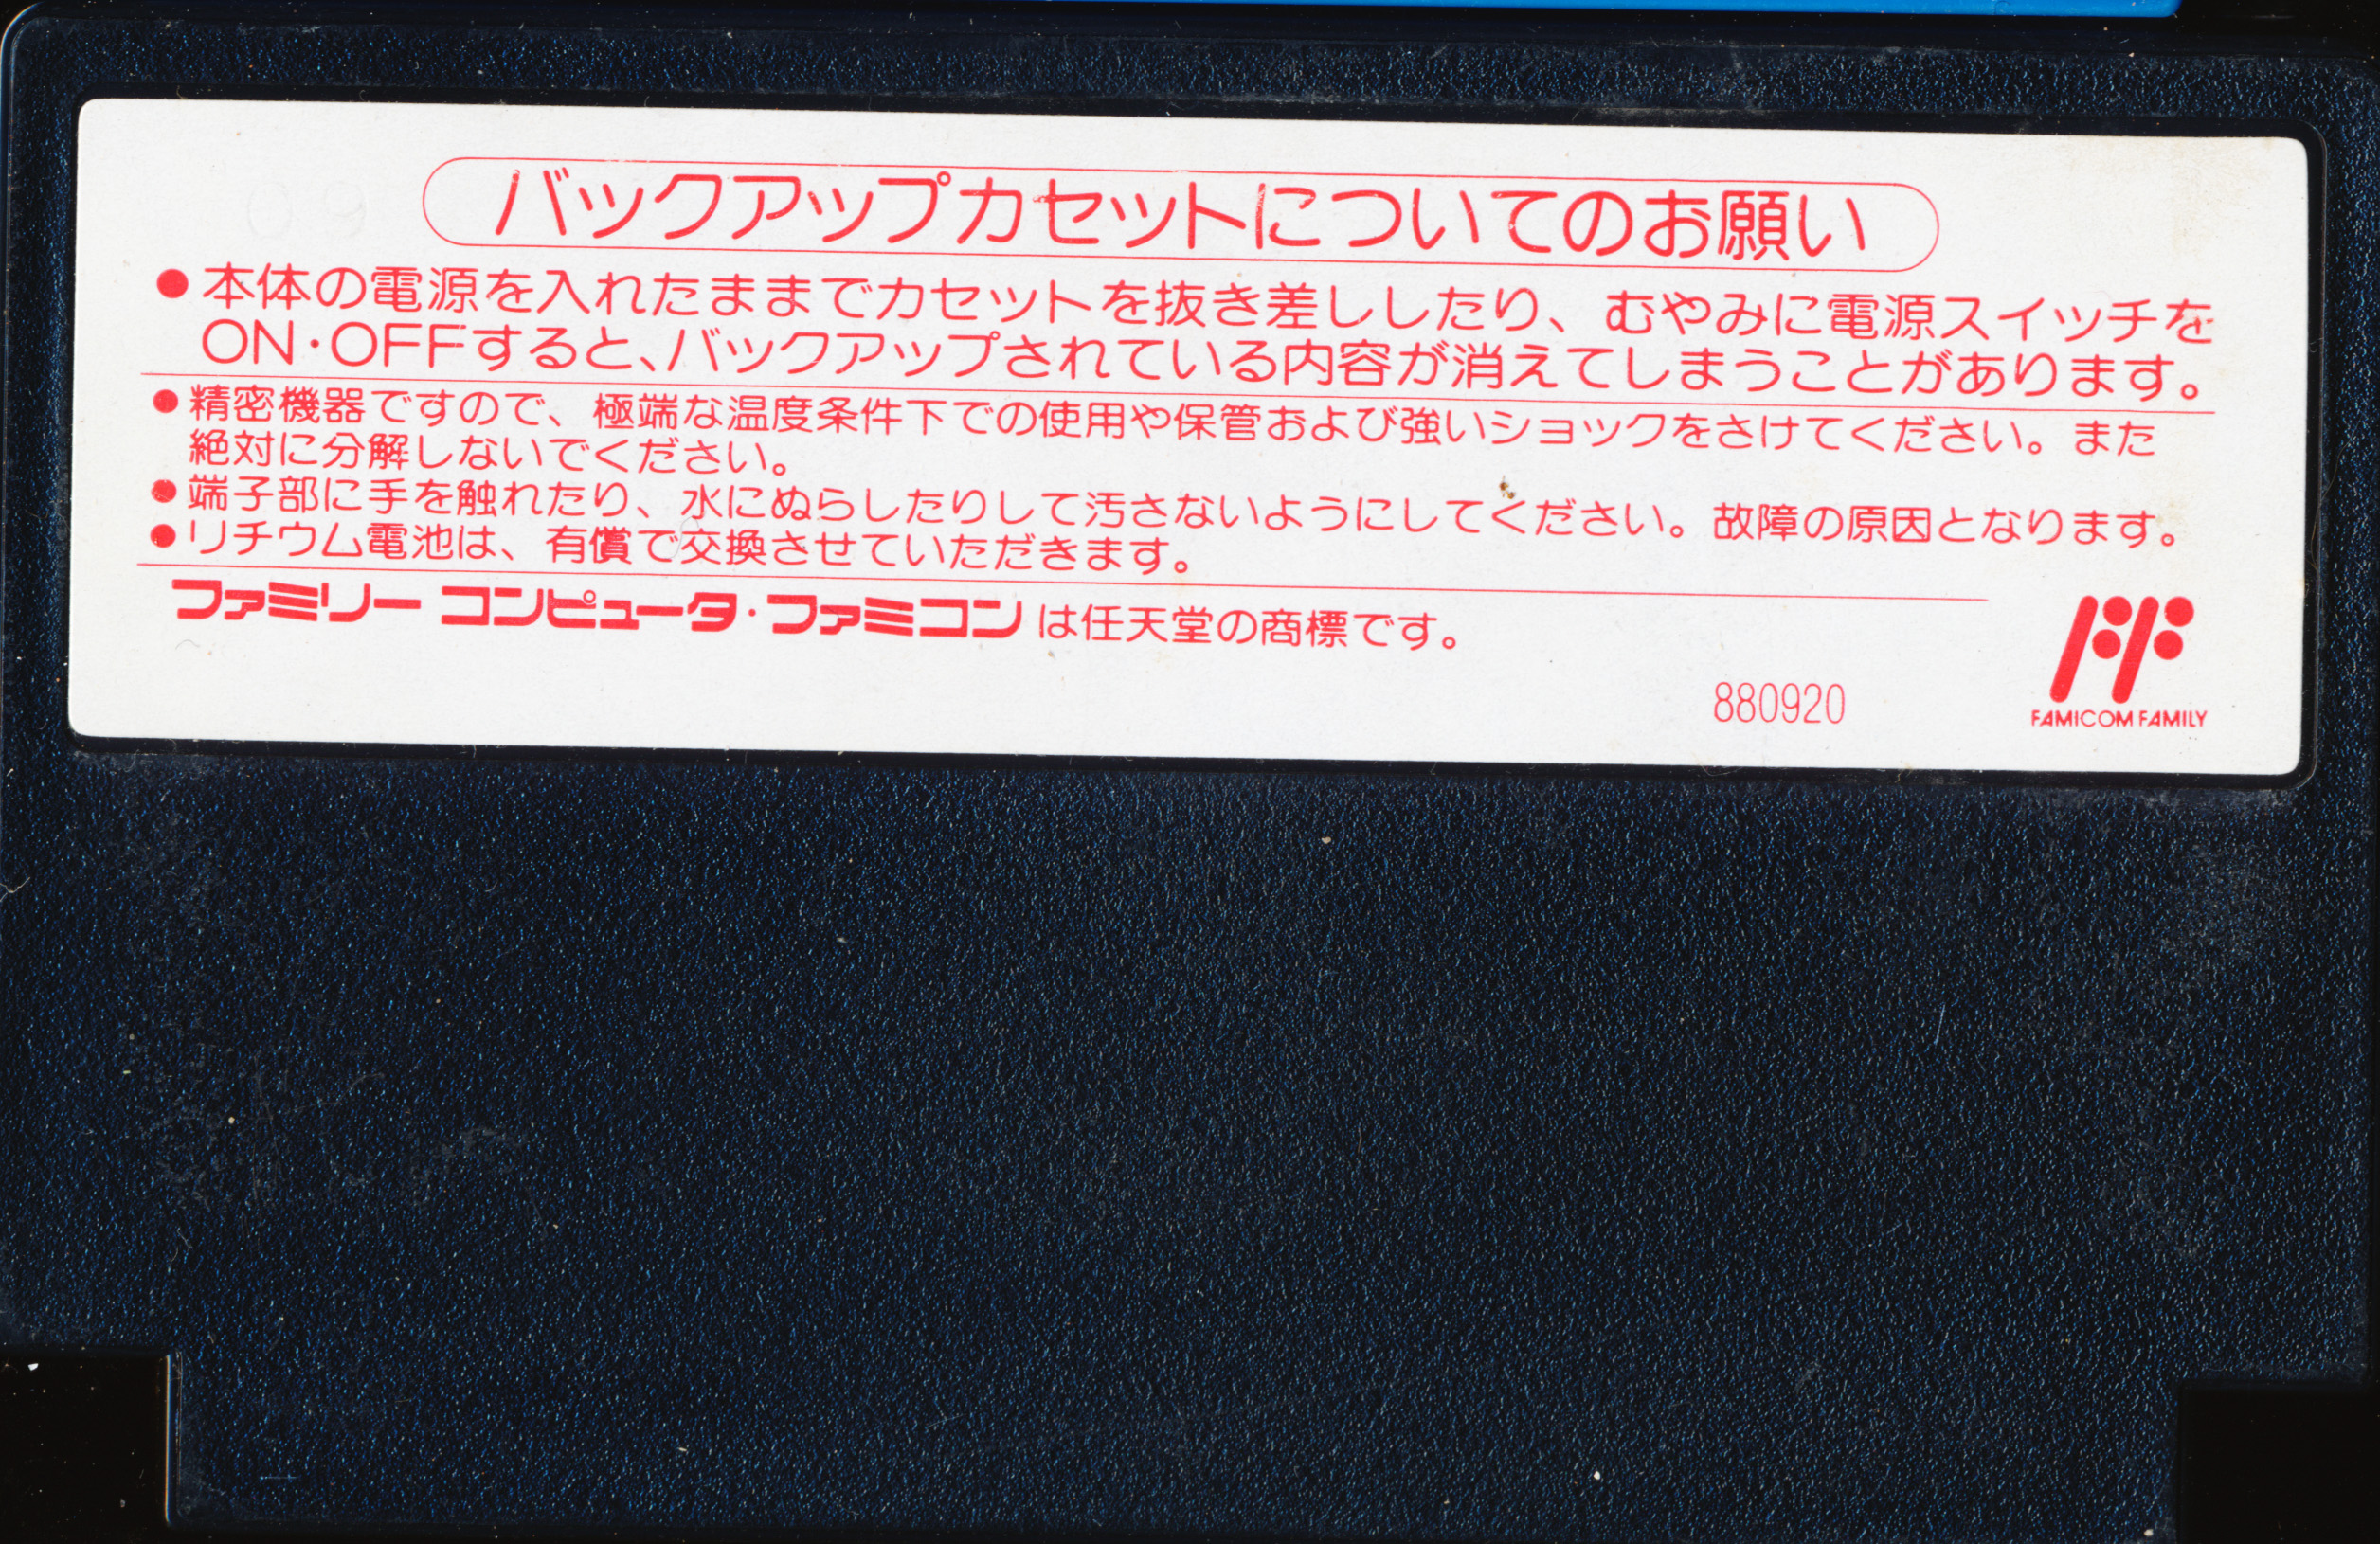 バックアップカセットについてのお願い
●本体の電源を入れたままでカセットを抜き差ししたり、むやみに電源スイッチを
ON・OFFすると、バックアップされている内容が消えてしまうことがあります。
●精密機器ですので、極端な温度条件下での使用や保管および強いショックをさけてください。また
絶対に分解しないでください。
●端子部に手を触れたり、水にぬらしたりして汚さないようにしてください。故障の原因となります。
●リチウム電池は、有償で交換させていただきます。
ファミリー コンピュータ・ファミコン は任天堂の商標です。
880920
FAMICOM FAMILY